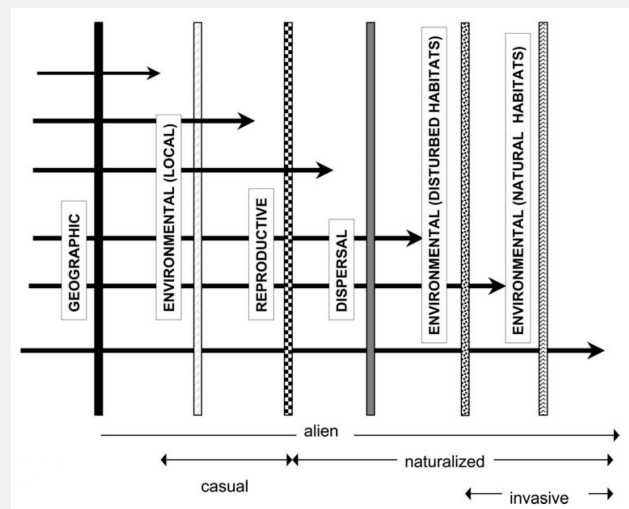 GEOGRAPHIC
ENVIRONMENTAL (LOCAL)
REPRODUCTIVE
DISPERSAL
ENVIRONMENTAL (DISTURBED HABITATS)
ENVIRONMENTAL (NATURAL HABITATS)
alien
naturalized
casual
invasive